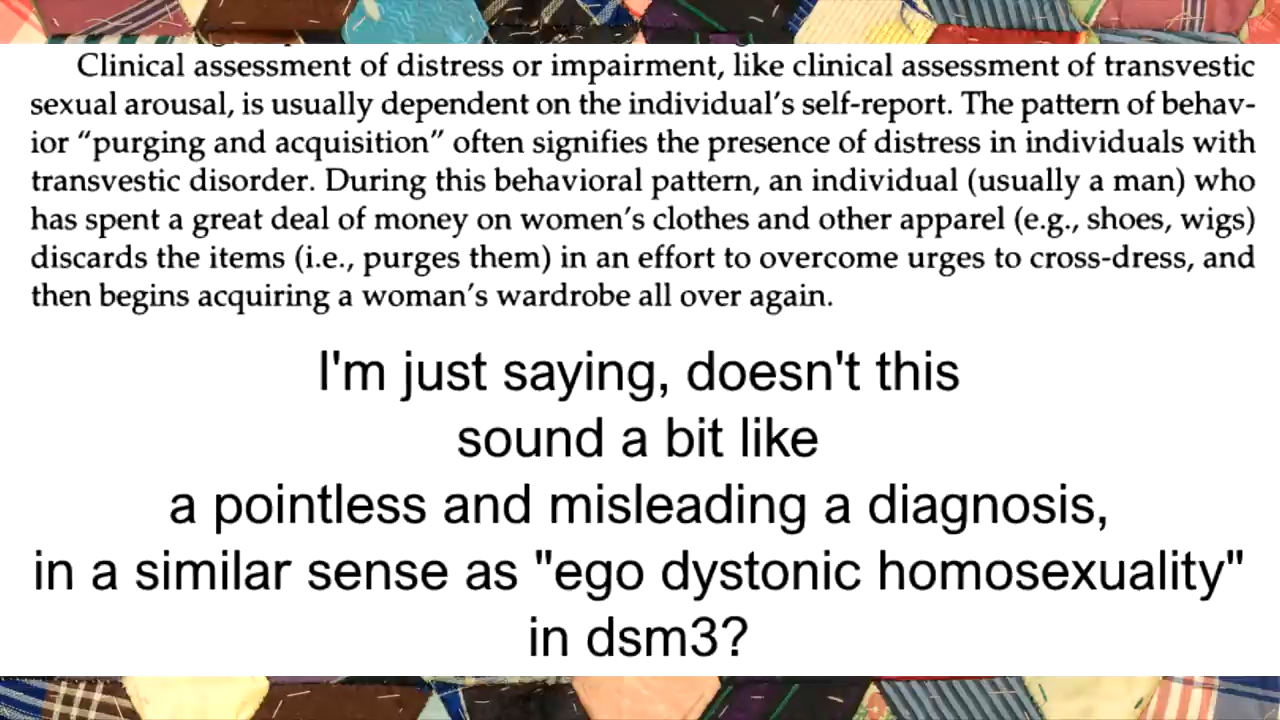 Clinical assessment of distress or impairment, like clinical assessment of transvestic
sexual arousal, is usually dependent on the individual's self-report. The pattern of behav-
ior “purging and acquisition” often signifies the presence of distress in individuals with
transvestic disorder. During this behavioral pattern, an individual (usually a man) who
has spent a great deal of money on women's clothes and other apparel (e.g., shoes, wigs)
discards the items (i.e., purges them) in an effort to overcome urges to cross-dress, and
then begins acquiring a woman's wardrobe all over again.
I'm just saying, doesn't this
sound a bit like
a pointless and misleading a diagnosis,
in a similar sense as "ego dystonic homosexuality"
in dsm3?